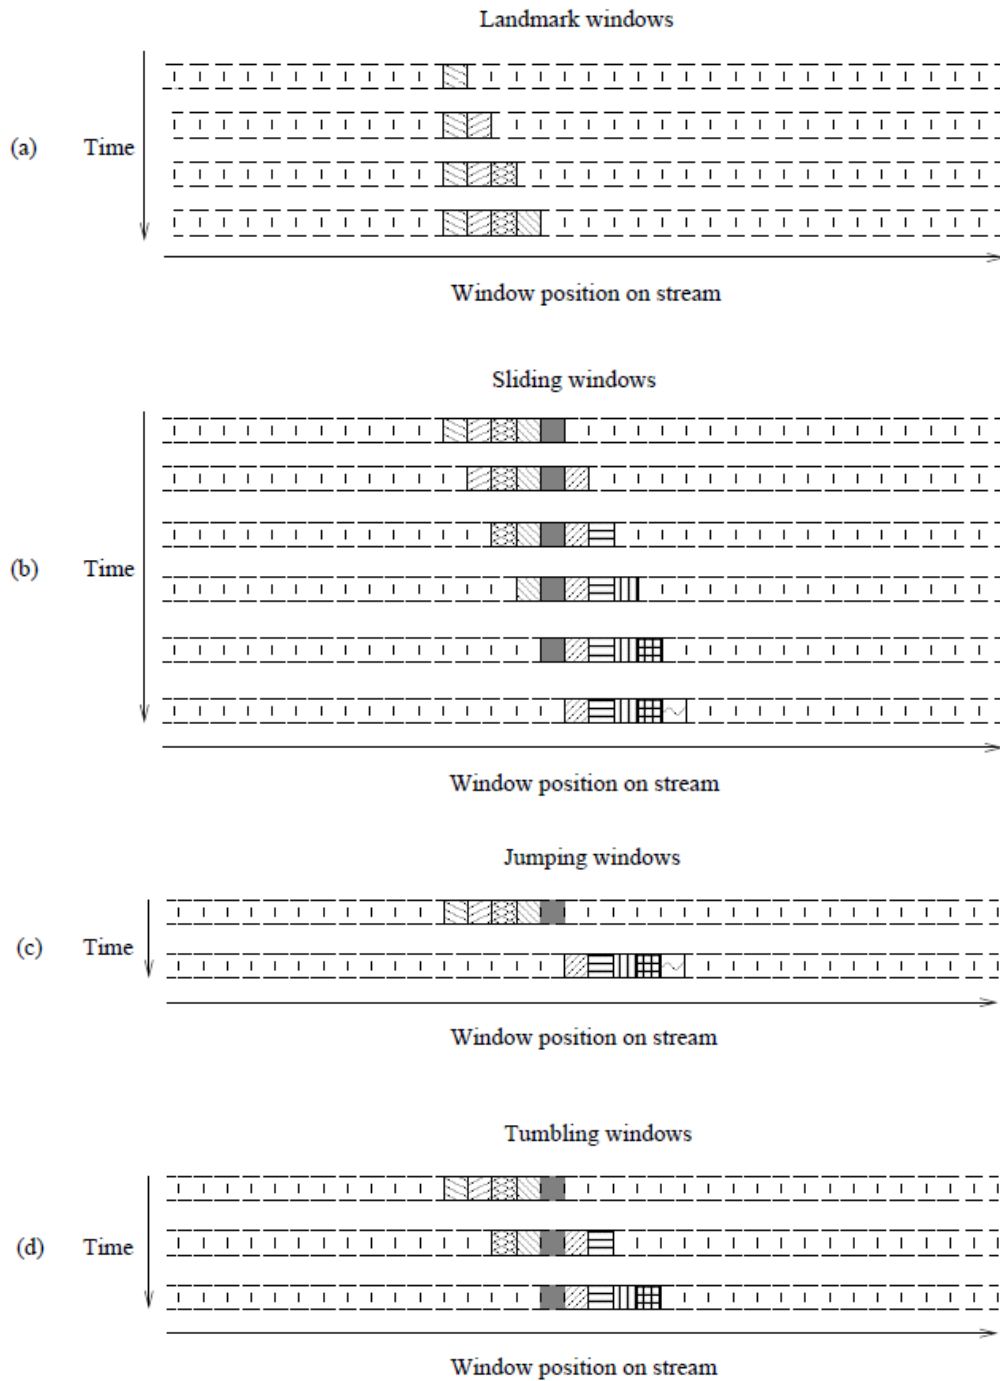 Landmark windows
(a) Time
Window position on stream
Sliding windows
(b) Time
Window position on stream
Jumping windows
(c) Time
Window position on stream
Tumbling windows
(d) Time
Window position on stream